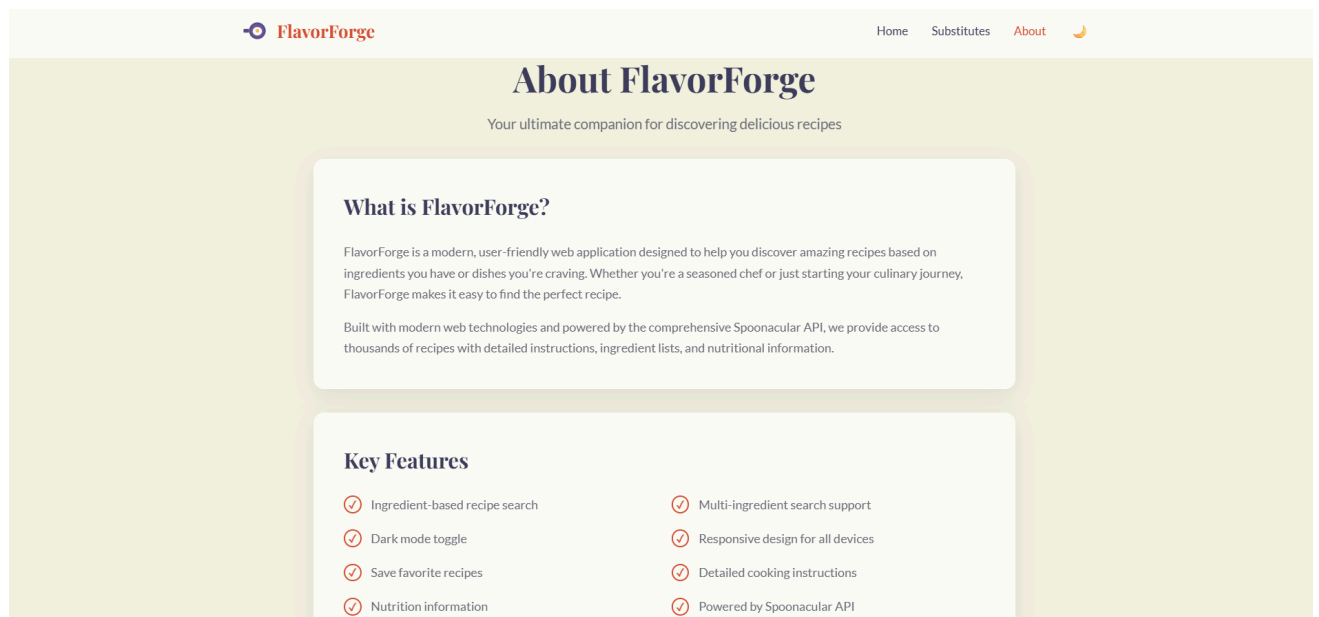 FlavorForge
Home Substitutes About
About FlavorForge
Your ultimate companion for discovering delicious recipes
What is FlavorForge?
FlavorForge is a modern, user-friendly web application designed to help you discover amazing recipes based on
ingredients you have or dishes you're craving. Whether you're a seasoned chef or just starting your culinary journey,
FlavorForge makes it easy to find the perfect recipe.
Built with modern web technologies and powered by the comprehensive Spoonacular API, we provide access to
thousands of recipes with detailed instructions, ingredient lists, and nutritional information.
Key Features
Ingredient-based recipe search
Multi-ingredient search support
Dark mode toggle
Responsive design for all devices
Save favorite recipes
Detailed cooking instructions
Nutrition information
Powered by Spoonacular API